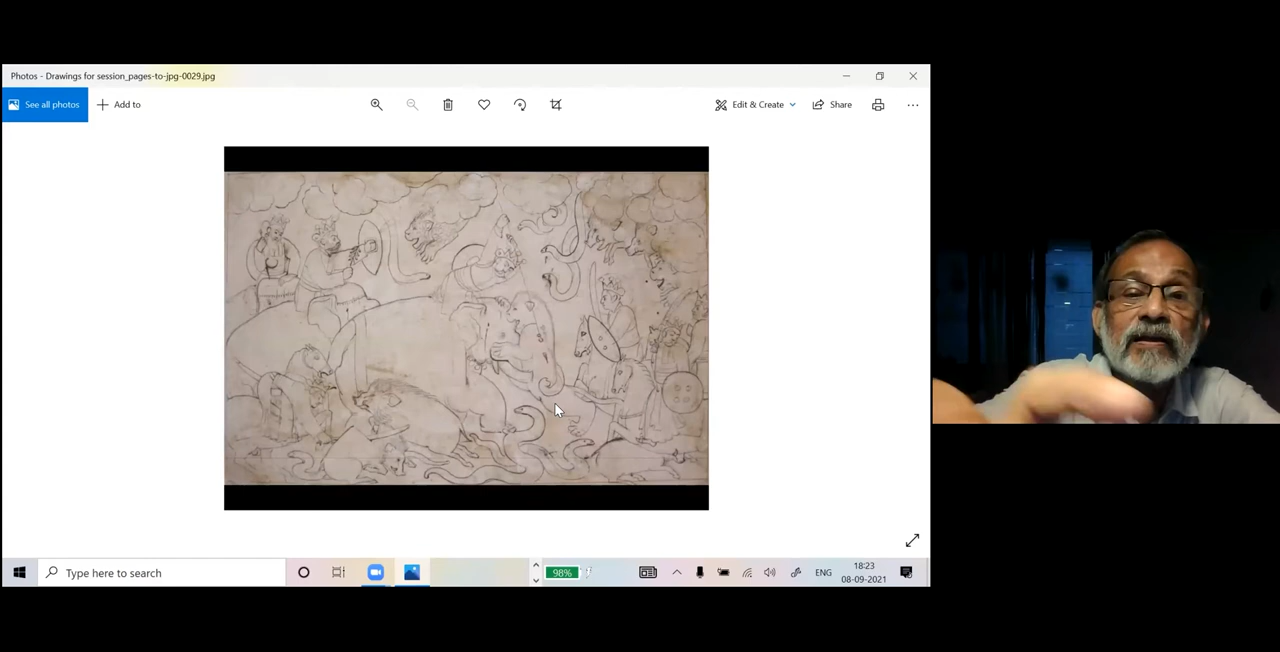 Photos - Drawings for session_pages-to-jpg-0029.jpg
See all photos
Add to
Edit & Create
Share
Type here to search
98%
ENG
18:23
08-09-2021